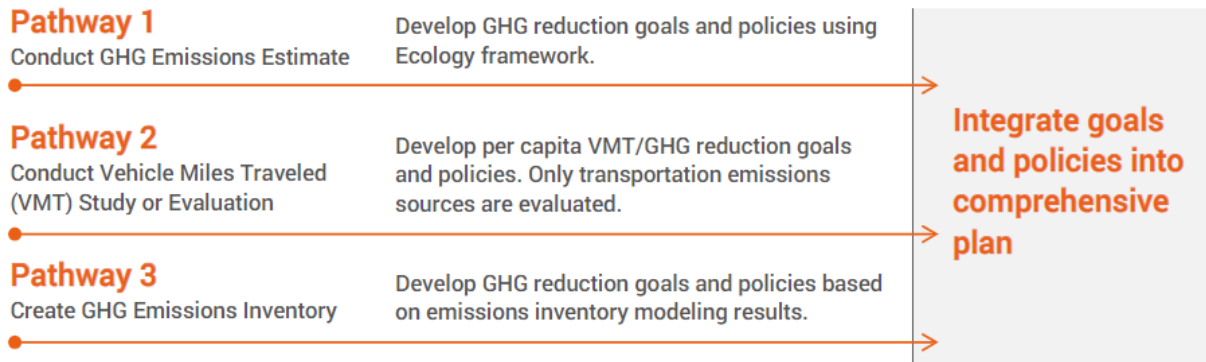 Pathway 1
Conduct GHG Emissions Estimate
Develop GHG reduction goals and policies using
Ecology framework.
Pathway 2
Conduct Vehicle Miles Traveled
(VMT) Study or Evaluation
Develop per capita VMT/GHG reduction goals
and policies. Only transportation emissions
sources are evaluated.
Pathway 3
Create GHG Emissions Inventory
Develop GHG reduction goals and policies based
on emissions inventory modeling results.
Integrate goals
and policies into
comprehensive
plan